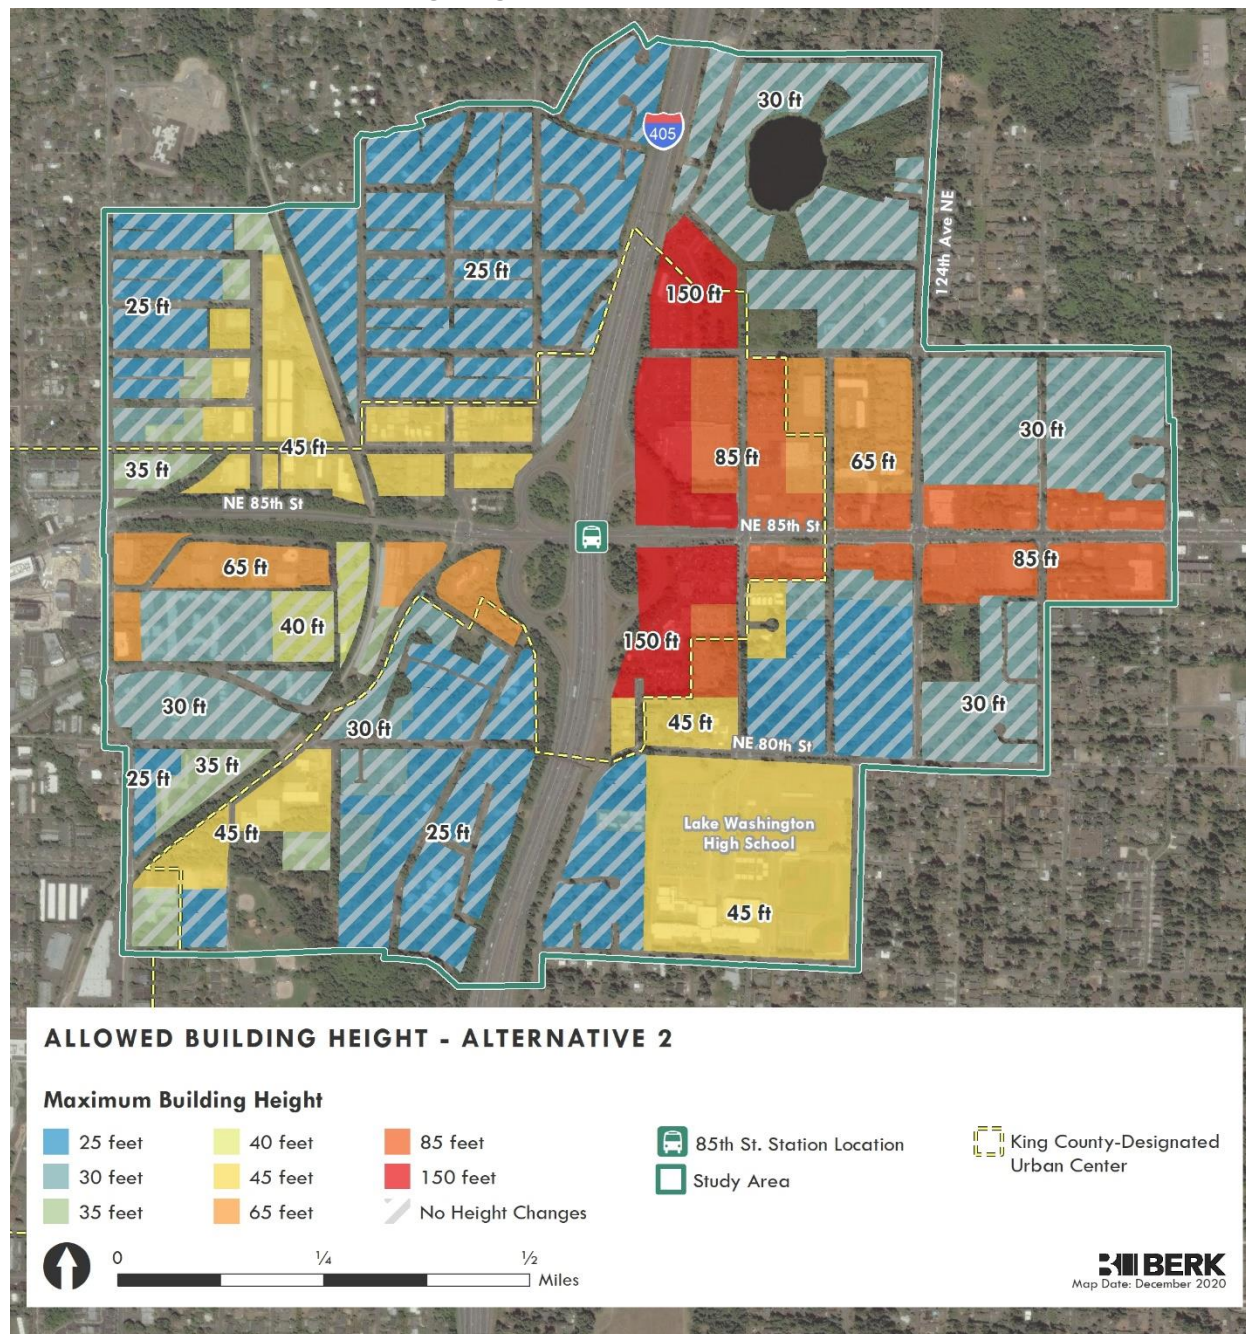 405
30 ft
124th Ave NE
25 ft
25 ft
150 ft
45 ft
35 ft
85 ft
65 ft
30 ft
NE 85th St
NE 85th St
65 ft
85 ft
40 ft
150 ft
30 ft
30 ft
45 ft
30 ft
NE 80th St
35 ft
25 ft
45 ft
25 ft
Lake Washington
High School
45 ft
ALLOWED BUILDING HEIGHT - ALTERNATIVE 2
Maximum Building Height
25 feet
30 feet
35 feet
40 feet
45 feet
65 feet
85 feet
150 feet
No Height Changes
85th St. Station Location
Study Area
King County-Designated
Urban Center
0 ¼ ½
Miles
BERK
Map Date: December 2020